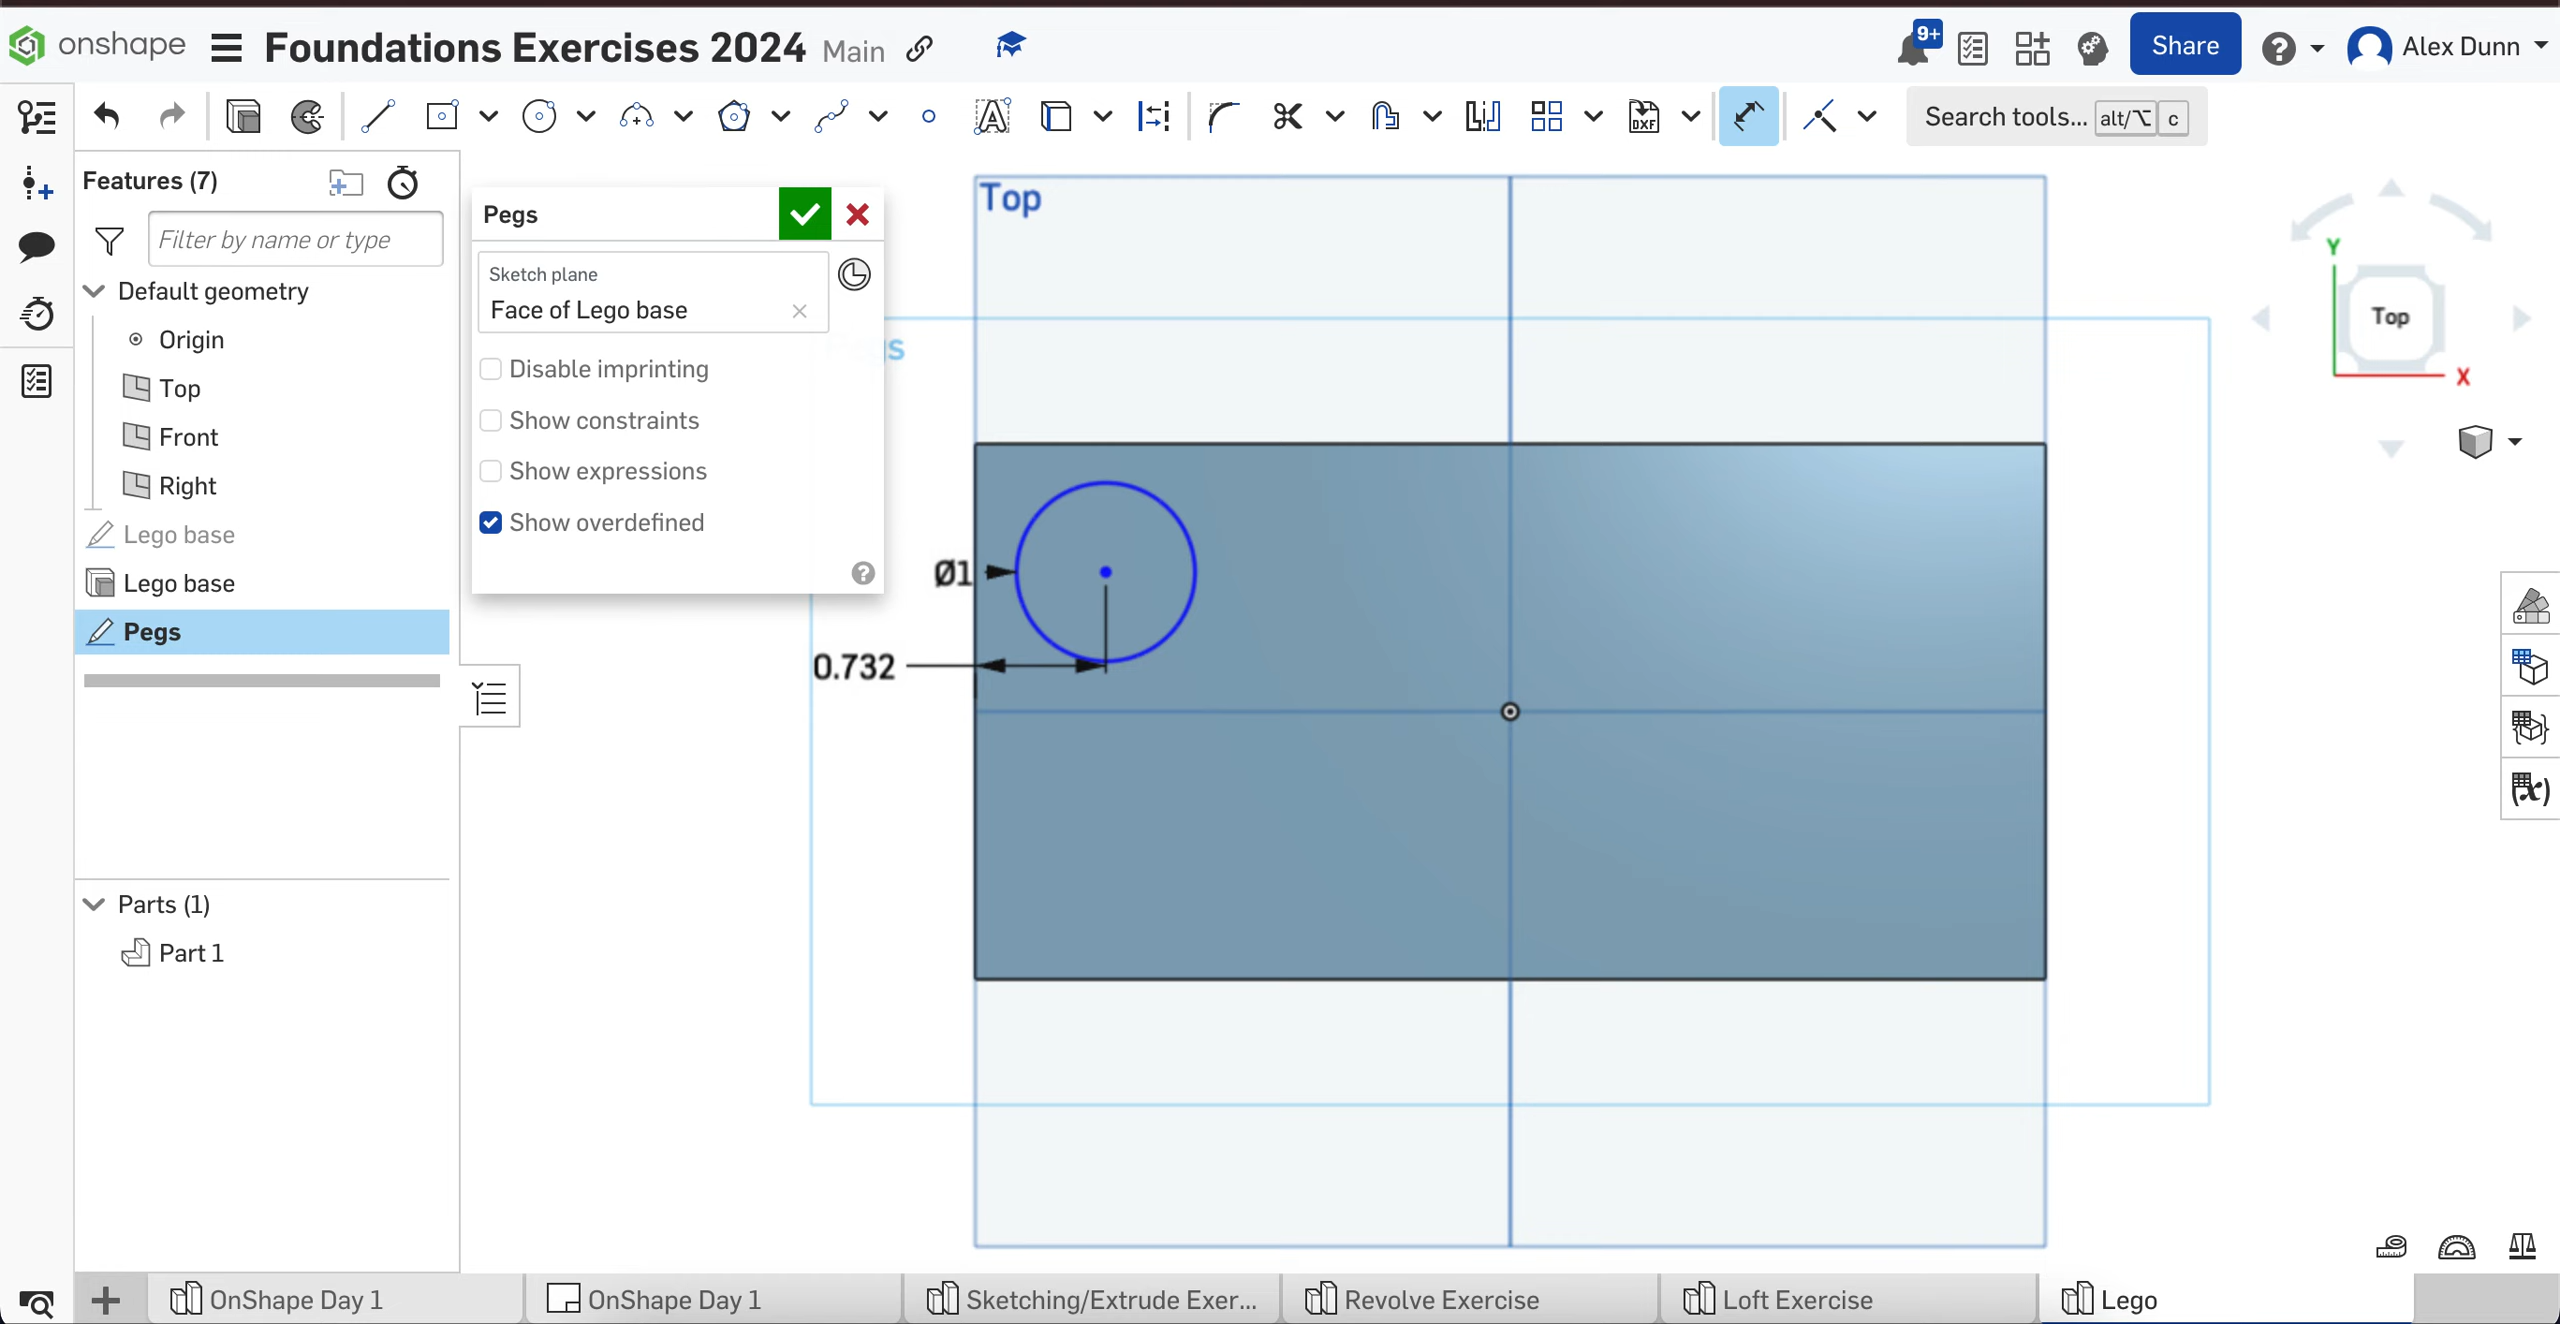 onshape Foundations Exercises 2024 Main 9+ Share Alex Dunn
DXF Search tools... alt/⌥ c
Features (7)
Filter by name or type
Default geometry
Origin
Top
Front
Right
Lego base
Lego base
Pegs
Parts (1)
Part 1
Pegs
Sketch plane
Face of Lego base
Disable imprinting
Show constraints
Show expressions
Show overdefined
Top
Ø1
0.732
Y
Top
X
OnShape Day 1
OnShape Day 1
Sketching/Extrude Exer...
Revolve Exercise
Loft Exercise
Lego